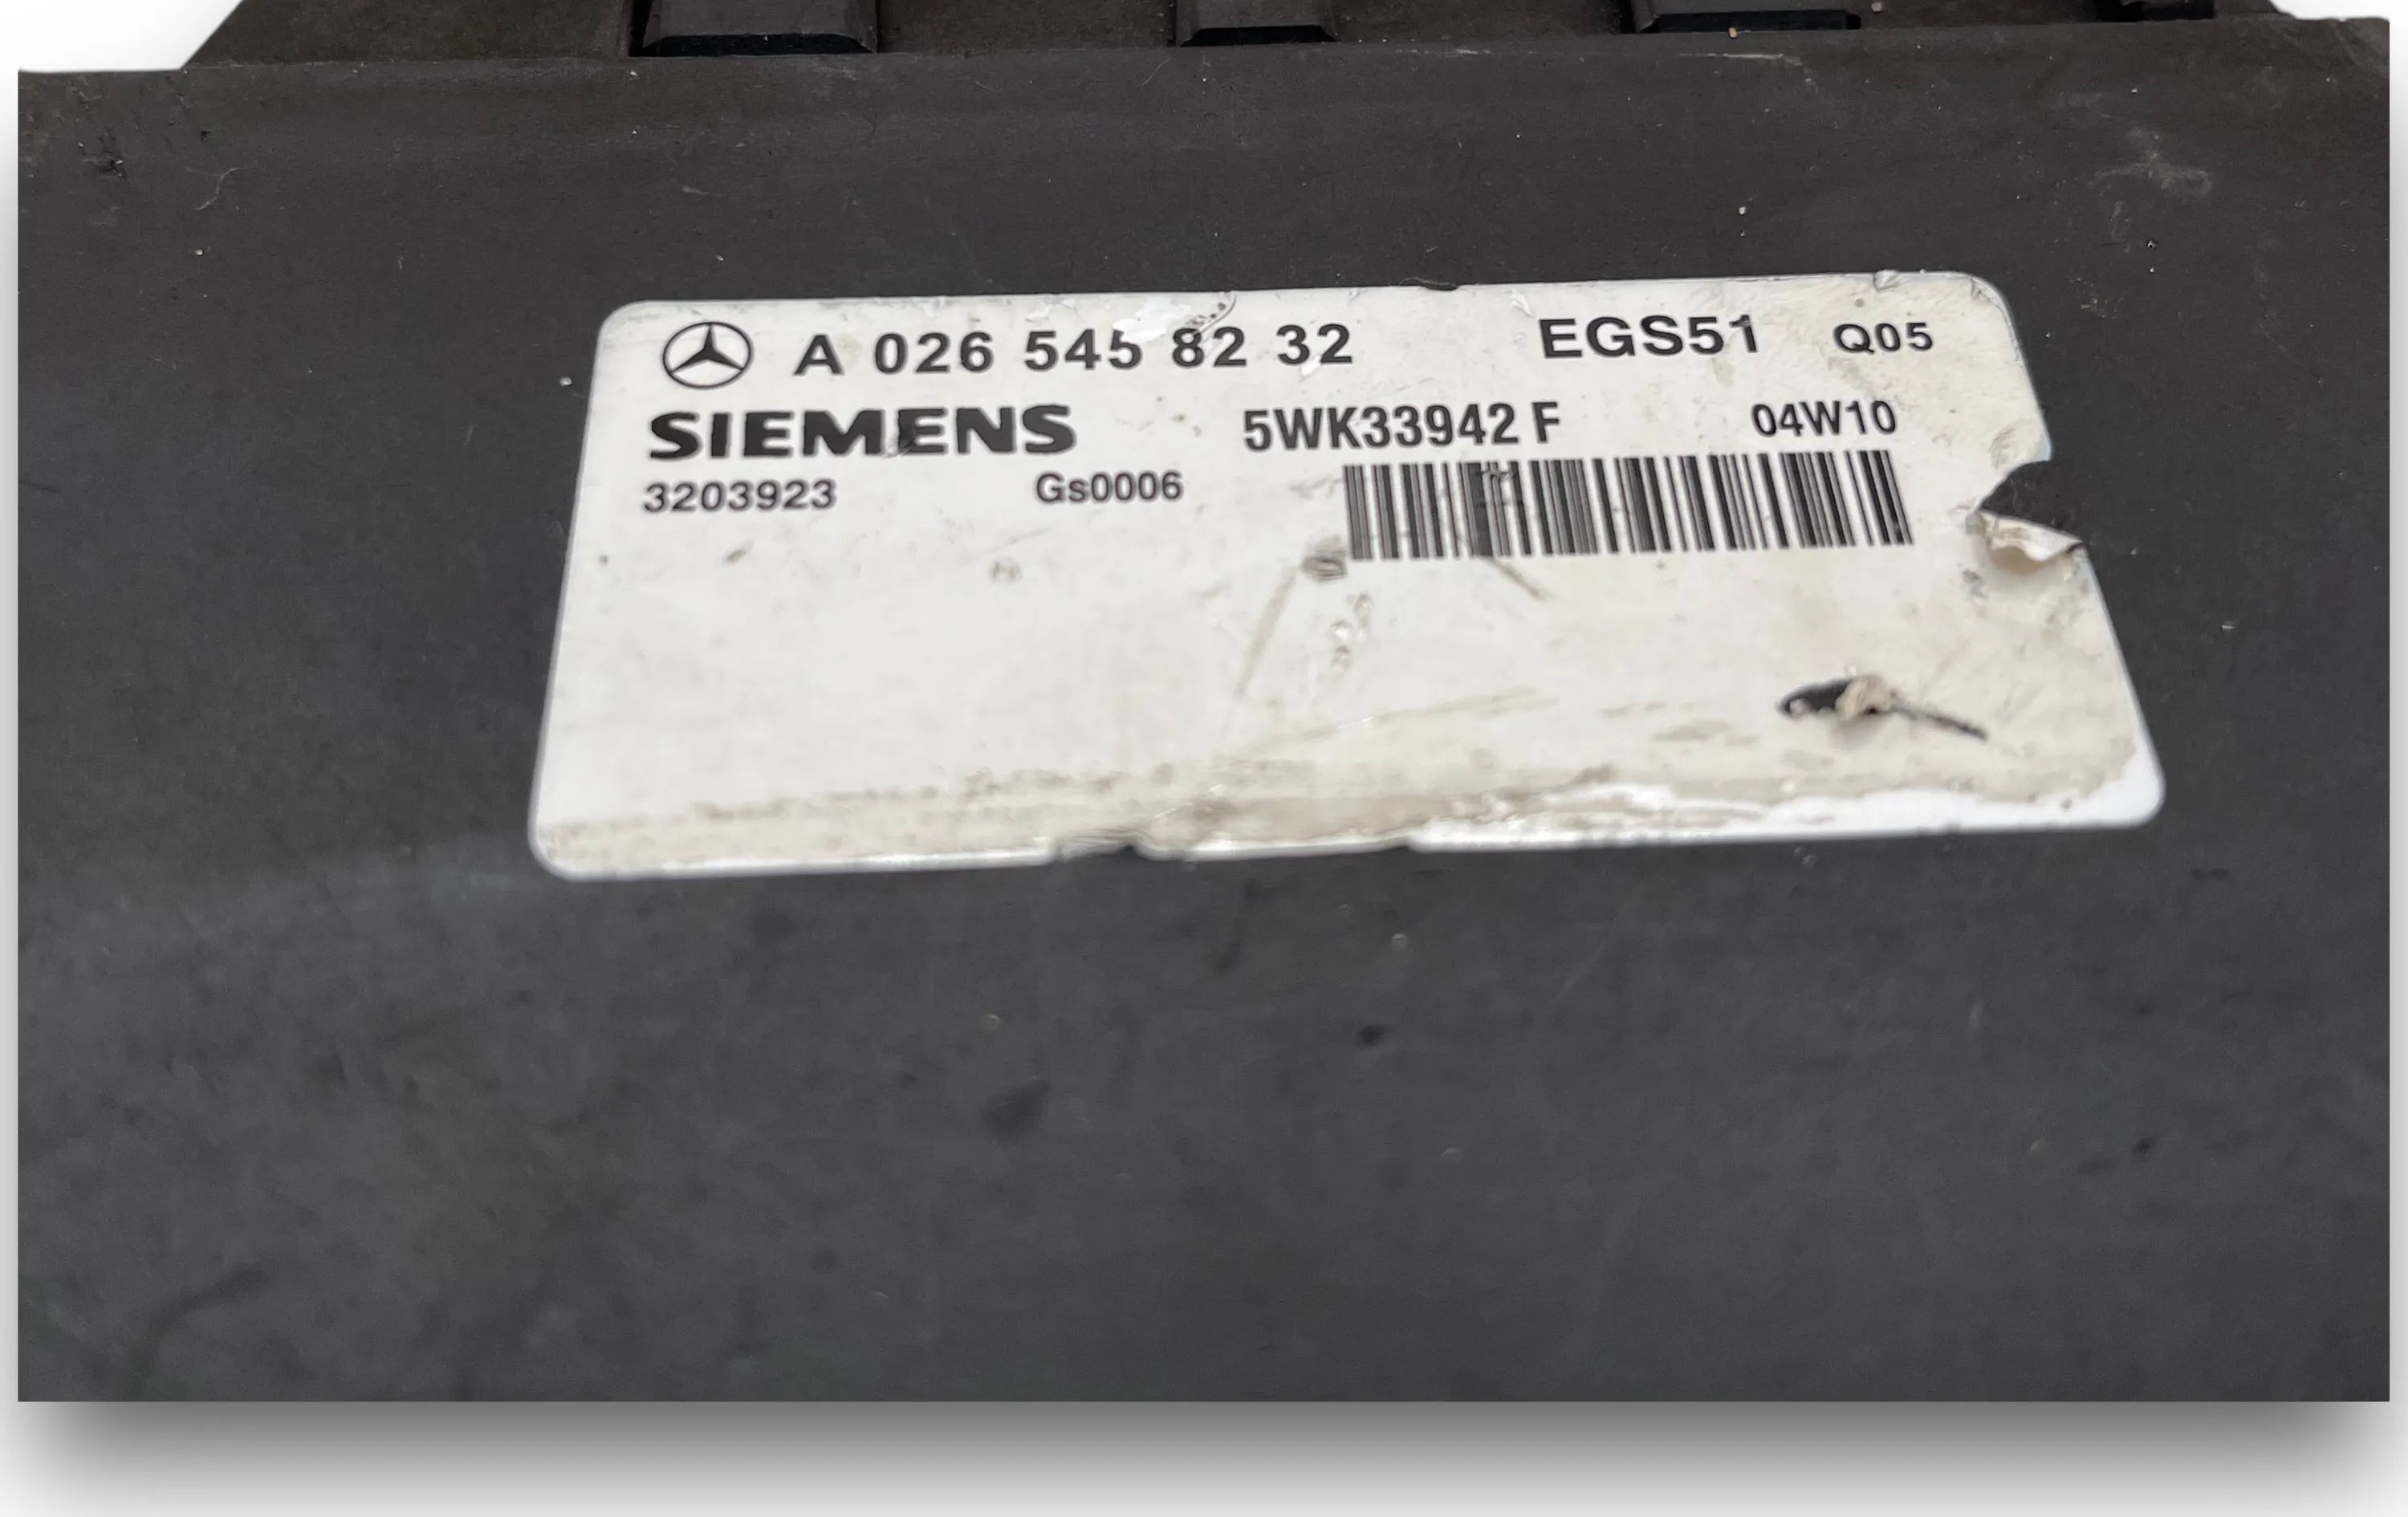 A 026 545 82 32 EGS51 Q05
SIEMENS 5WK33942 F 04W10
3203923 Gs0006